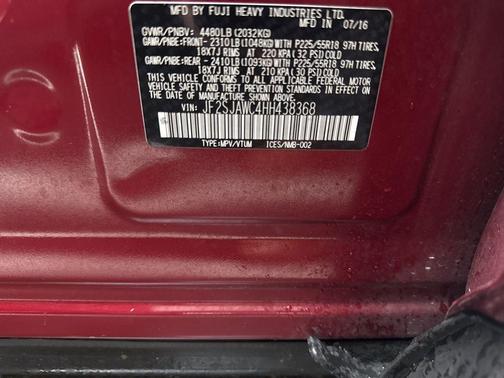 MFD BY FUJI HEAVY INDUSTRIES LTD.
MADE IN 07/16
GVWR/PNBV: 4480LB (2032KG)
GAWR/PNBE:FRONT- 2310LB (1048KG) WITH P225/55R18 97H TIRES,
18X7J RIMS AT 220 KPA (32 PSI) COLD
GAWR/PNBE:REAR - 2410LB (1093KG) WITH P225/55R18 97H TIRES,
18X7J RIMS AT 210 KPA (30 PSI) COLD
THIS VEHICLE CONFORMS TO ALL APPLICABLE FEDERAL MOTOR
VEHICLE SAFETY AND THEFT PREVENTION STANDARDS IN EFFECT
ON THE DATE OF MANUFACTURE SHOWN ABOVE.
VIN: JF2SJAWC4HH438368
TYPE:MPV/VTUM ICES/NMB-002